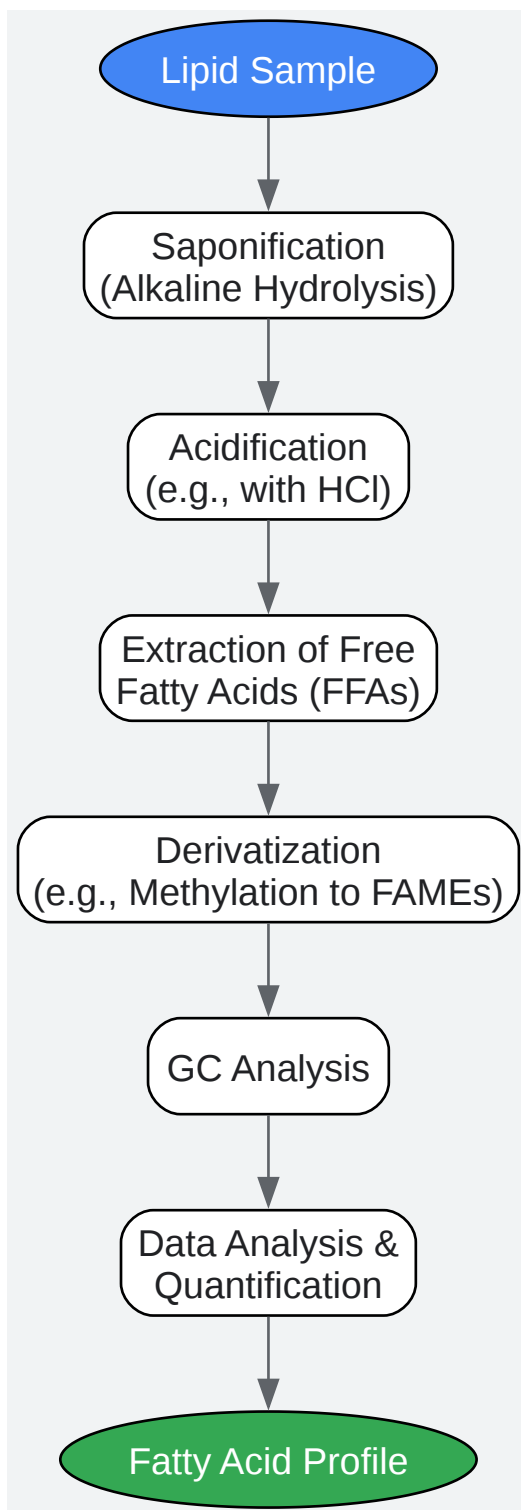 Lipid Sample
Saponification
(Alkaline Hydrolysis)
Acidification
(e.g., with HCl)
Extraction of Free
Fatty Acids (FFAs)
Derivatization
(e.g., Methylation to FAMEs)
GC Analysis
Data Analysis &
Quantification
Fatty Acid Profile